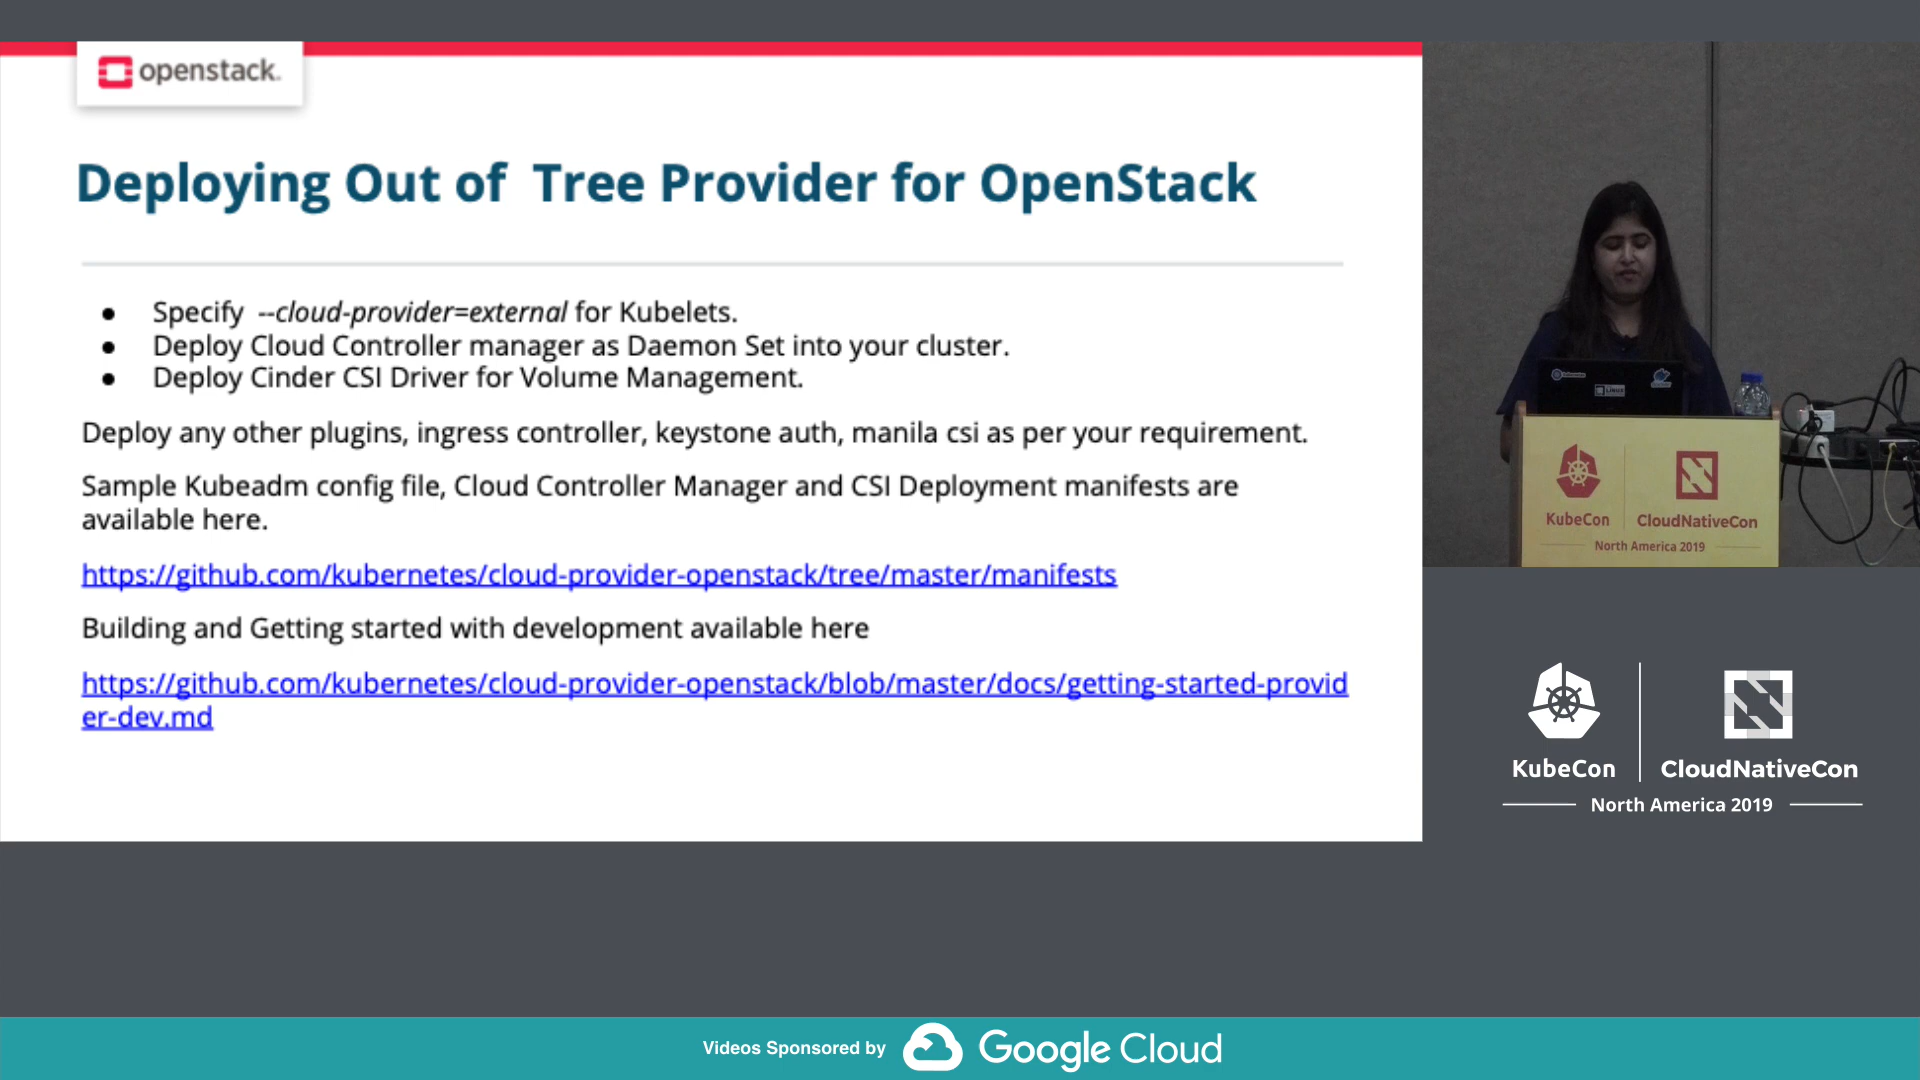 openstack.
Deploying Out of Tree Provider for OpenStack
● Specify --cloud-provider=external for Kubelets.
● Deploy Cloud Controller manager as Daemon Set into your cluster.
● Deploy Cinder CSI Driver for Volume Management.
Deploy any other plugins, ingress controller, keystone auth, manila csi as per your requirement.
Sample Kubeadm config file, Cloud Controller Manager and CSI Deployment manifests are
available here.
https://github.com/kubernetes/cloud-provider-openstack/tree/master/manifests
Building and Getting started with development available here
https://github.com/kubernetes/cloud-provider-openstack/blob/master/docs/getting-started-provid
er-dev.md
KubeCon
CloudNativeCon
North America 2019
KubeCon
CloudNativeCon
North America 2019
Videos Sponsored by
Google Cloud